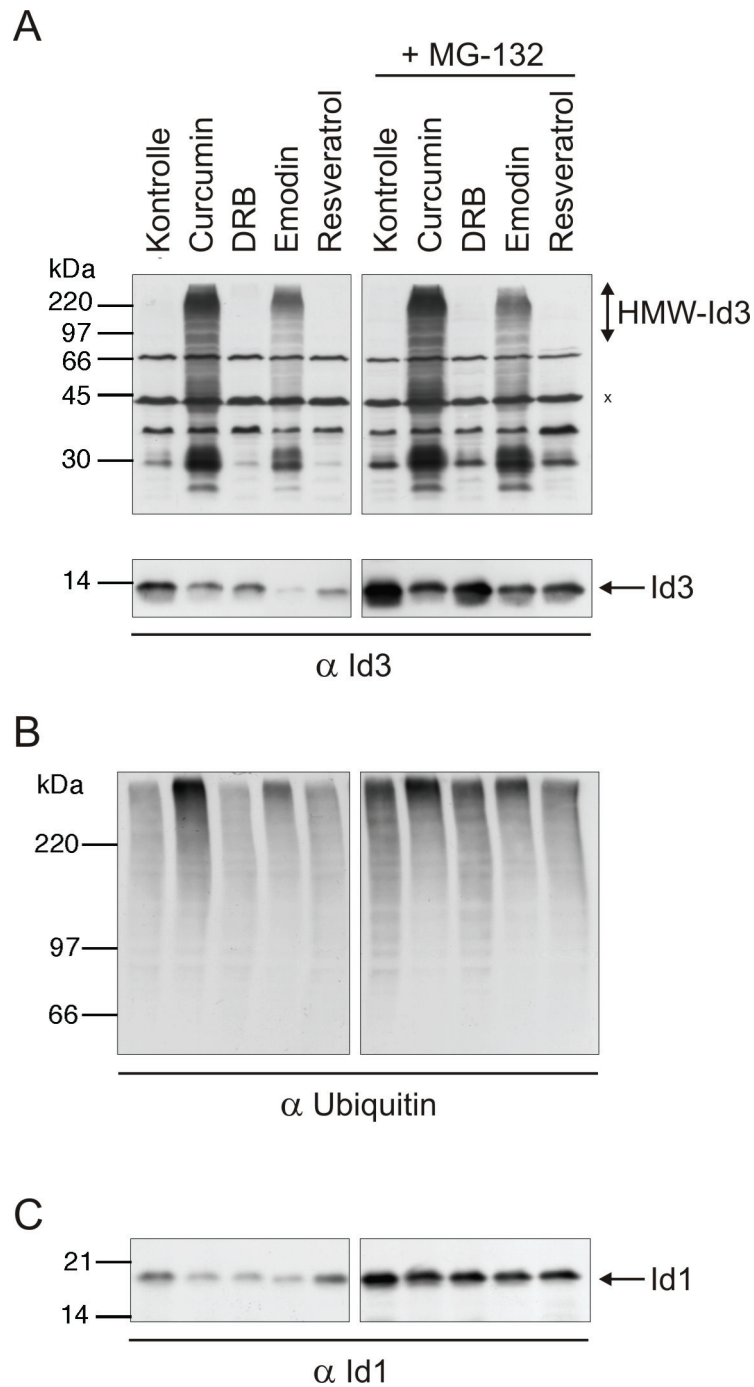 A
+ MG-132
Kontrolle
Curcumin
DRB
Emodin
Resveratrol
Kontrolle
Curcumin
DRB
Emodin
Resveratrol
kDa
220
97
66
45
30
HMW-Id3
x
14
Id3
α Id3
B
kDa
220
97
66
α Ubiquitin
C
21
14
Id1
α Id1